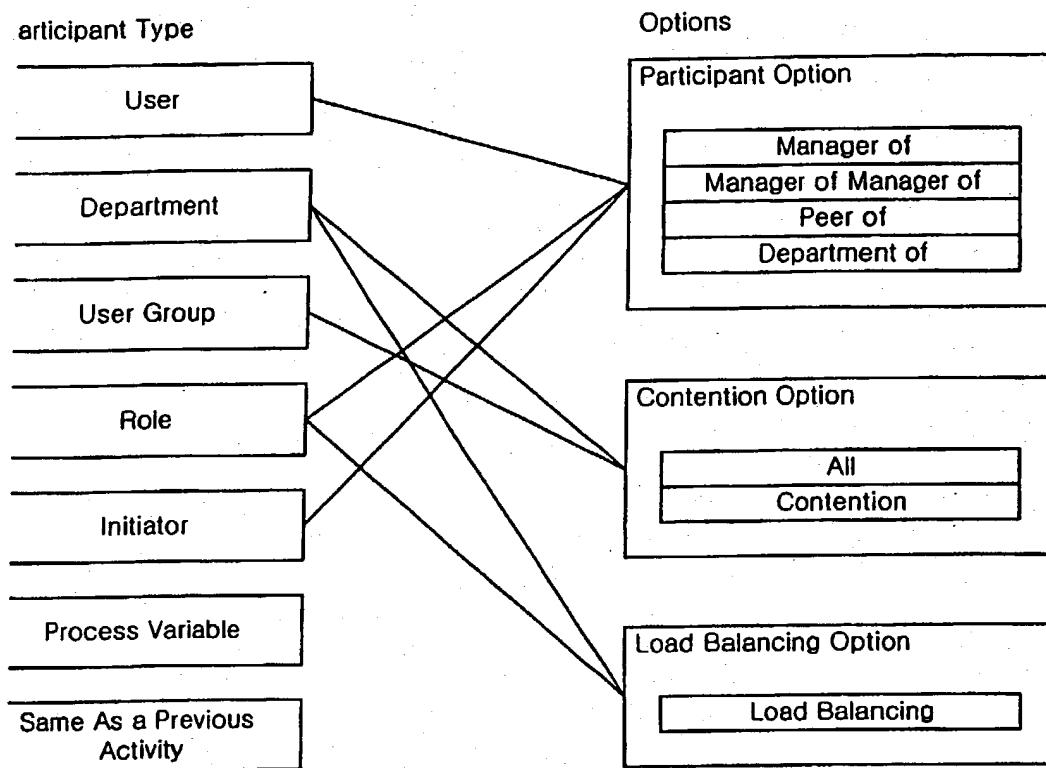 articipant Type
User
Department
User Group
Role
Initiator
Process Variable
Same As a Previous
Activity
Options
Participant Option
Manager of
Manager of Manager of
Peer of
Department of
Contention Option
All
Contention
Load Balancing Option
Load Balancing